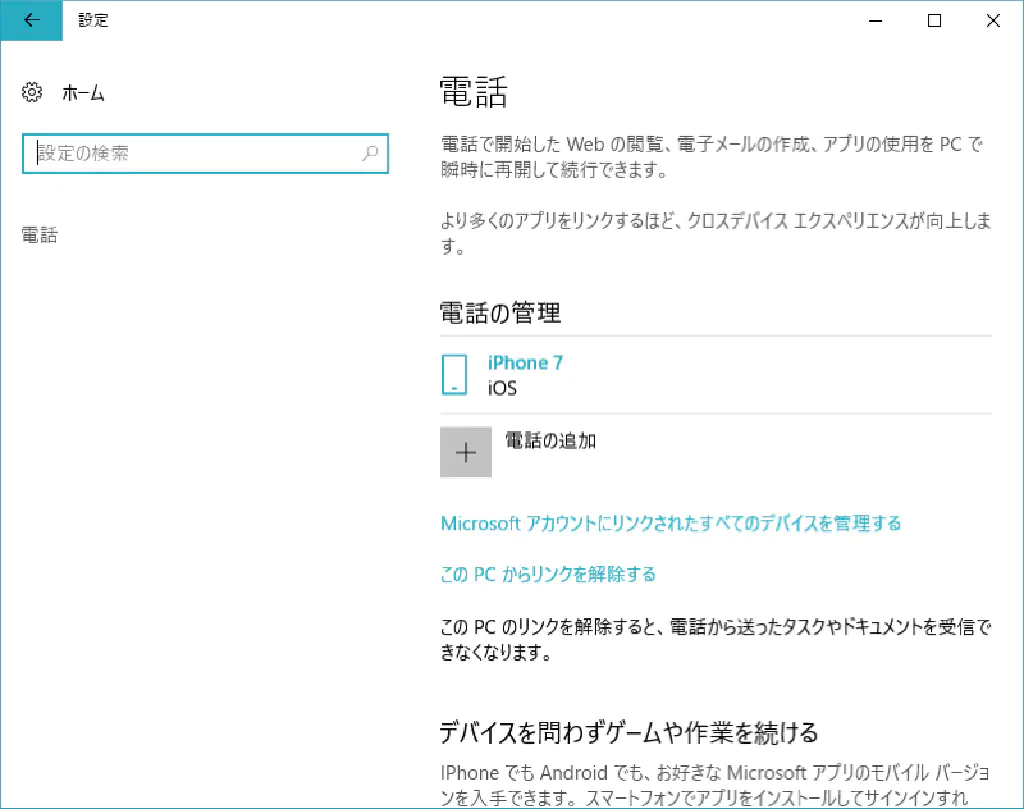 設定
ホーム
設定の検索
電話
電話
電話で開始した Web の閲覧、電子メールの作成、アプリの使用を PC で
瞬時に再開して続行できます。
より多くのアプリをリンクするほど、クロスデバイス エクスペリエンスが向上しま
す。
電話の管理
iPhone 7
iOS
電話の追加
Microsoft アカウントにリンクされたすべてのデバイスを管理する
この PC からリンクを解除する
この PC のリンクを解除すると、電話から送ったタスクやドキュメントを受信で
きなくなります。
デバイスを問わずゲームや作業を続ける
IPhone でも Android でも、お好きな Microsoft アプリのモバイル バージョ
ンを入手できます。スマートフォンでアプリをインストールしてサインインすれ